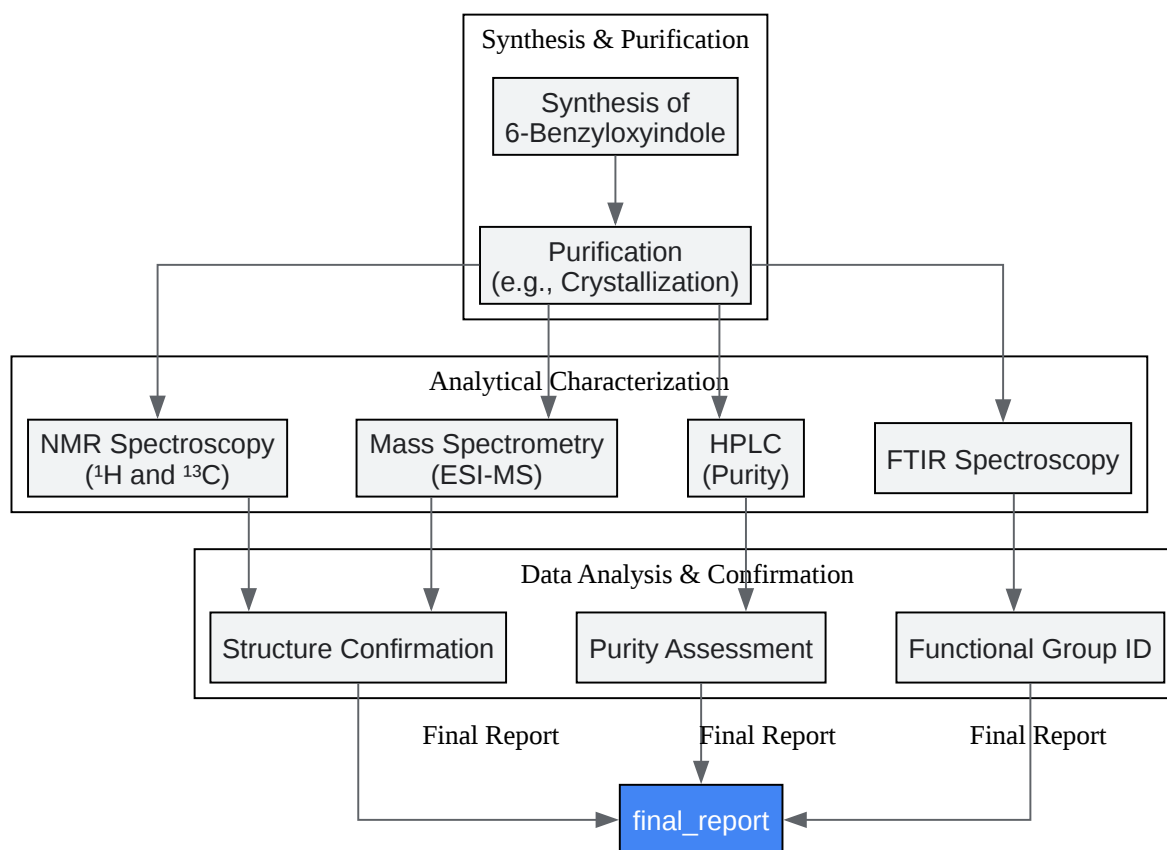 Synthesis & Purification
Synthesis of
6-Benzyloxyindole
Purification
(e.g., Crystallization)
Analytical Characterization
NMR Spectroscopy
(¹H and ¹³C)
Mass Spectrometry
(ESI-MS)
HPLC
(Purity)
FTIR Spectroscopy
Data Analysis & Confirmation
Structure Confirmation
Purity Assessment
Functional Group ID
Final Report
Final Report
Final Report
final_report